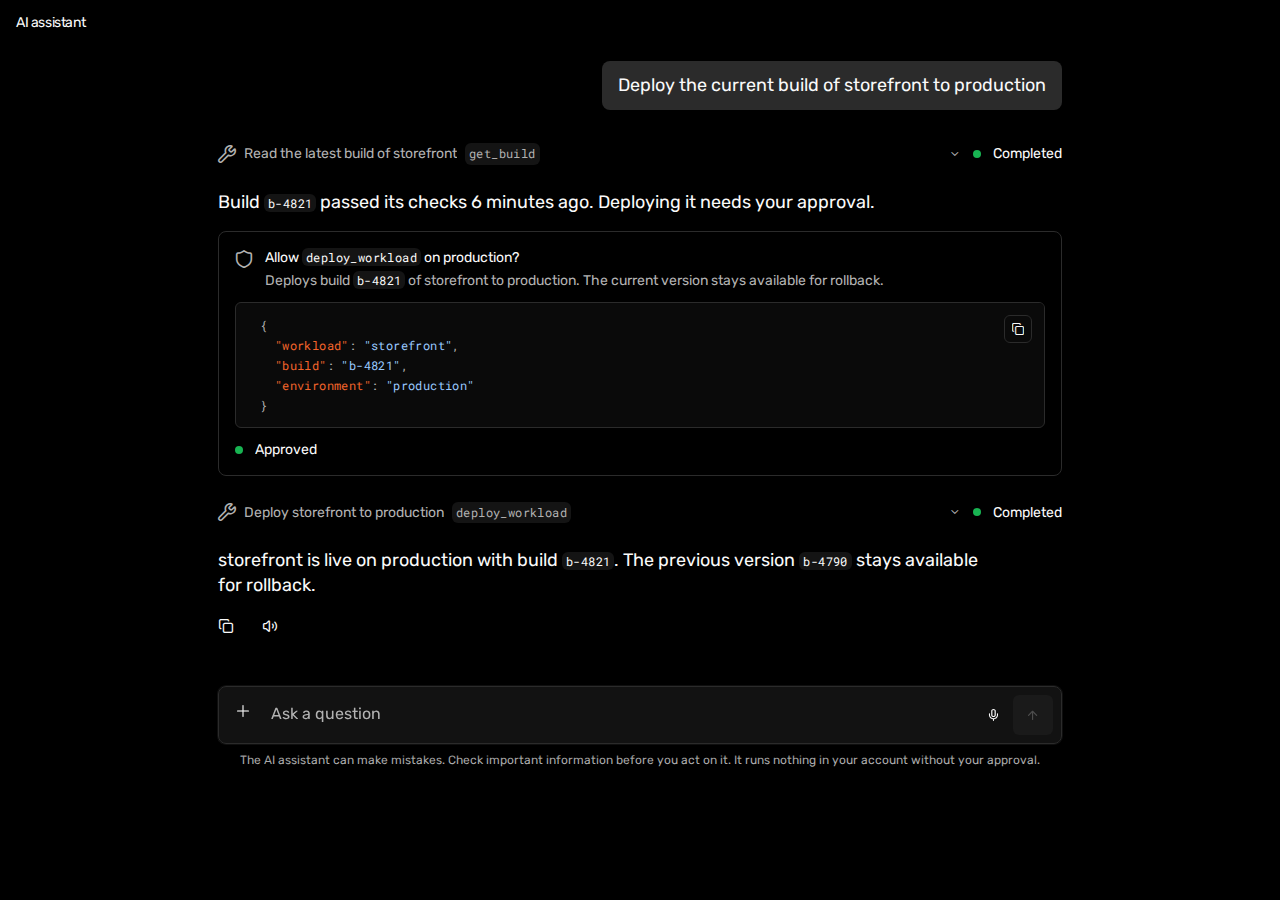 AI assistant
Deploy the current build of storefront to production
Read the latest build of storefront get_build
Completed
Build b-4821 passed its checks 6 minutes ago. Deploying it needs your approval.
Allow deploy_workload on production?
Deploys build b-4821 of storefront to production. The current version stays available for rollback.
{
"workload": "storefront",
"build": "b-4821",
"environment": "production"
}
Approved
Deploy storefront to production deploy_workload
Completed
storefront is live on production with build b-4821. The previous version b-4790 stays available
for rollback.
Ask a question
The AI assistant can make mistakes. Check important information before you act on it. It runs nothing in your account without your approval.